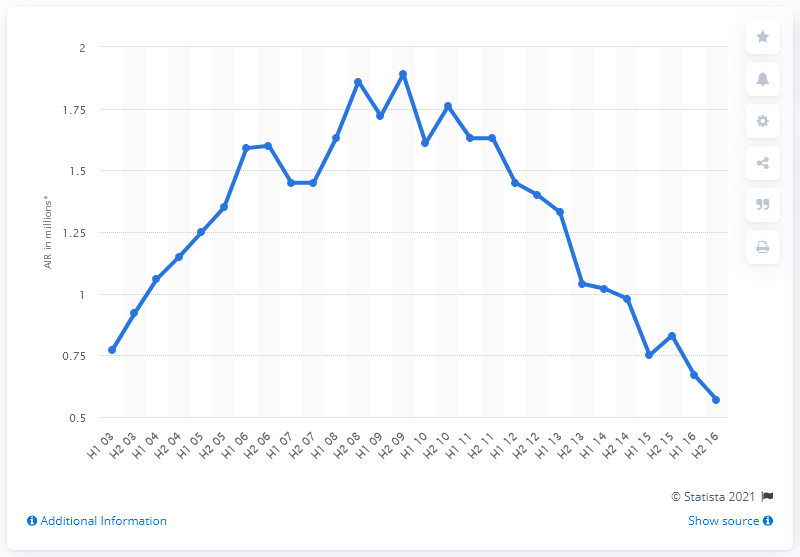 2
1.75
1.5
1.25
1
0.75
0.5
AIR in millions*
H1 03
H2 03
H1 04
H2 04
H1 05
H2 05
H1 06
H2 06
H1 07
H2 07
H1 08
H2 08
H1 09
H2 09
H1 10
H2 10
H1 11
H2 11
H1 12
H2 12
H1 13
H2 13
H1 14
H2 14
H1 15
H2 15
H1 16
H2 16
© Statista 2021
Additional Information
Show source